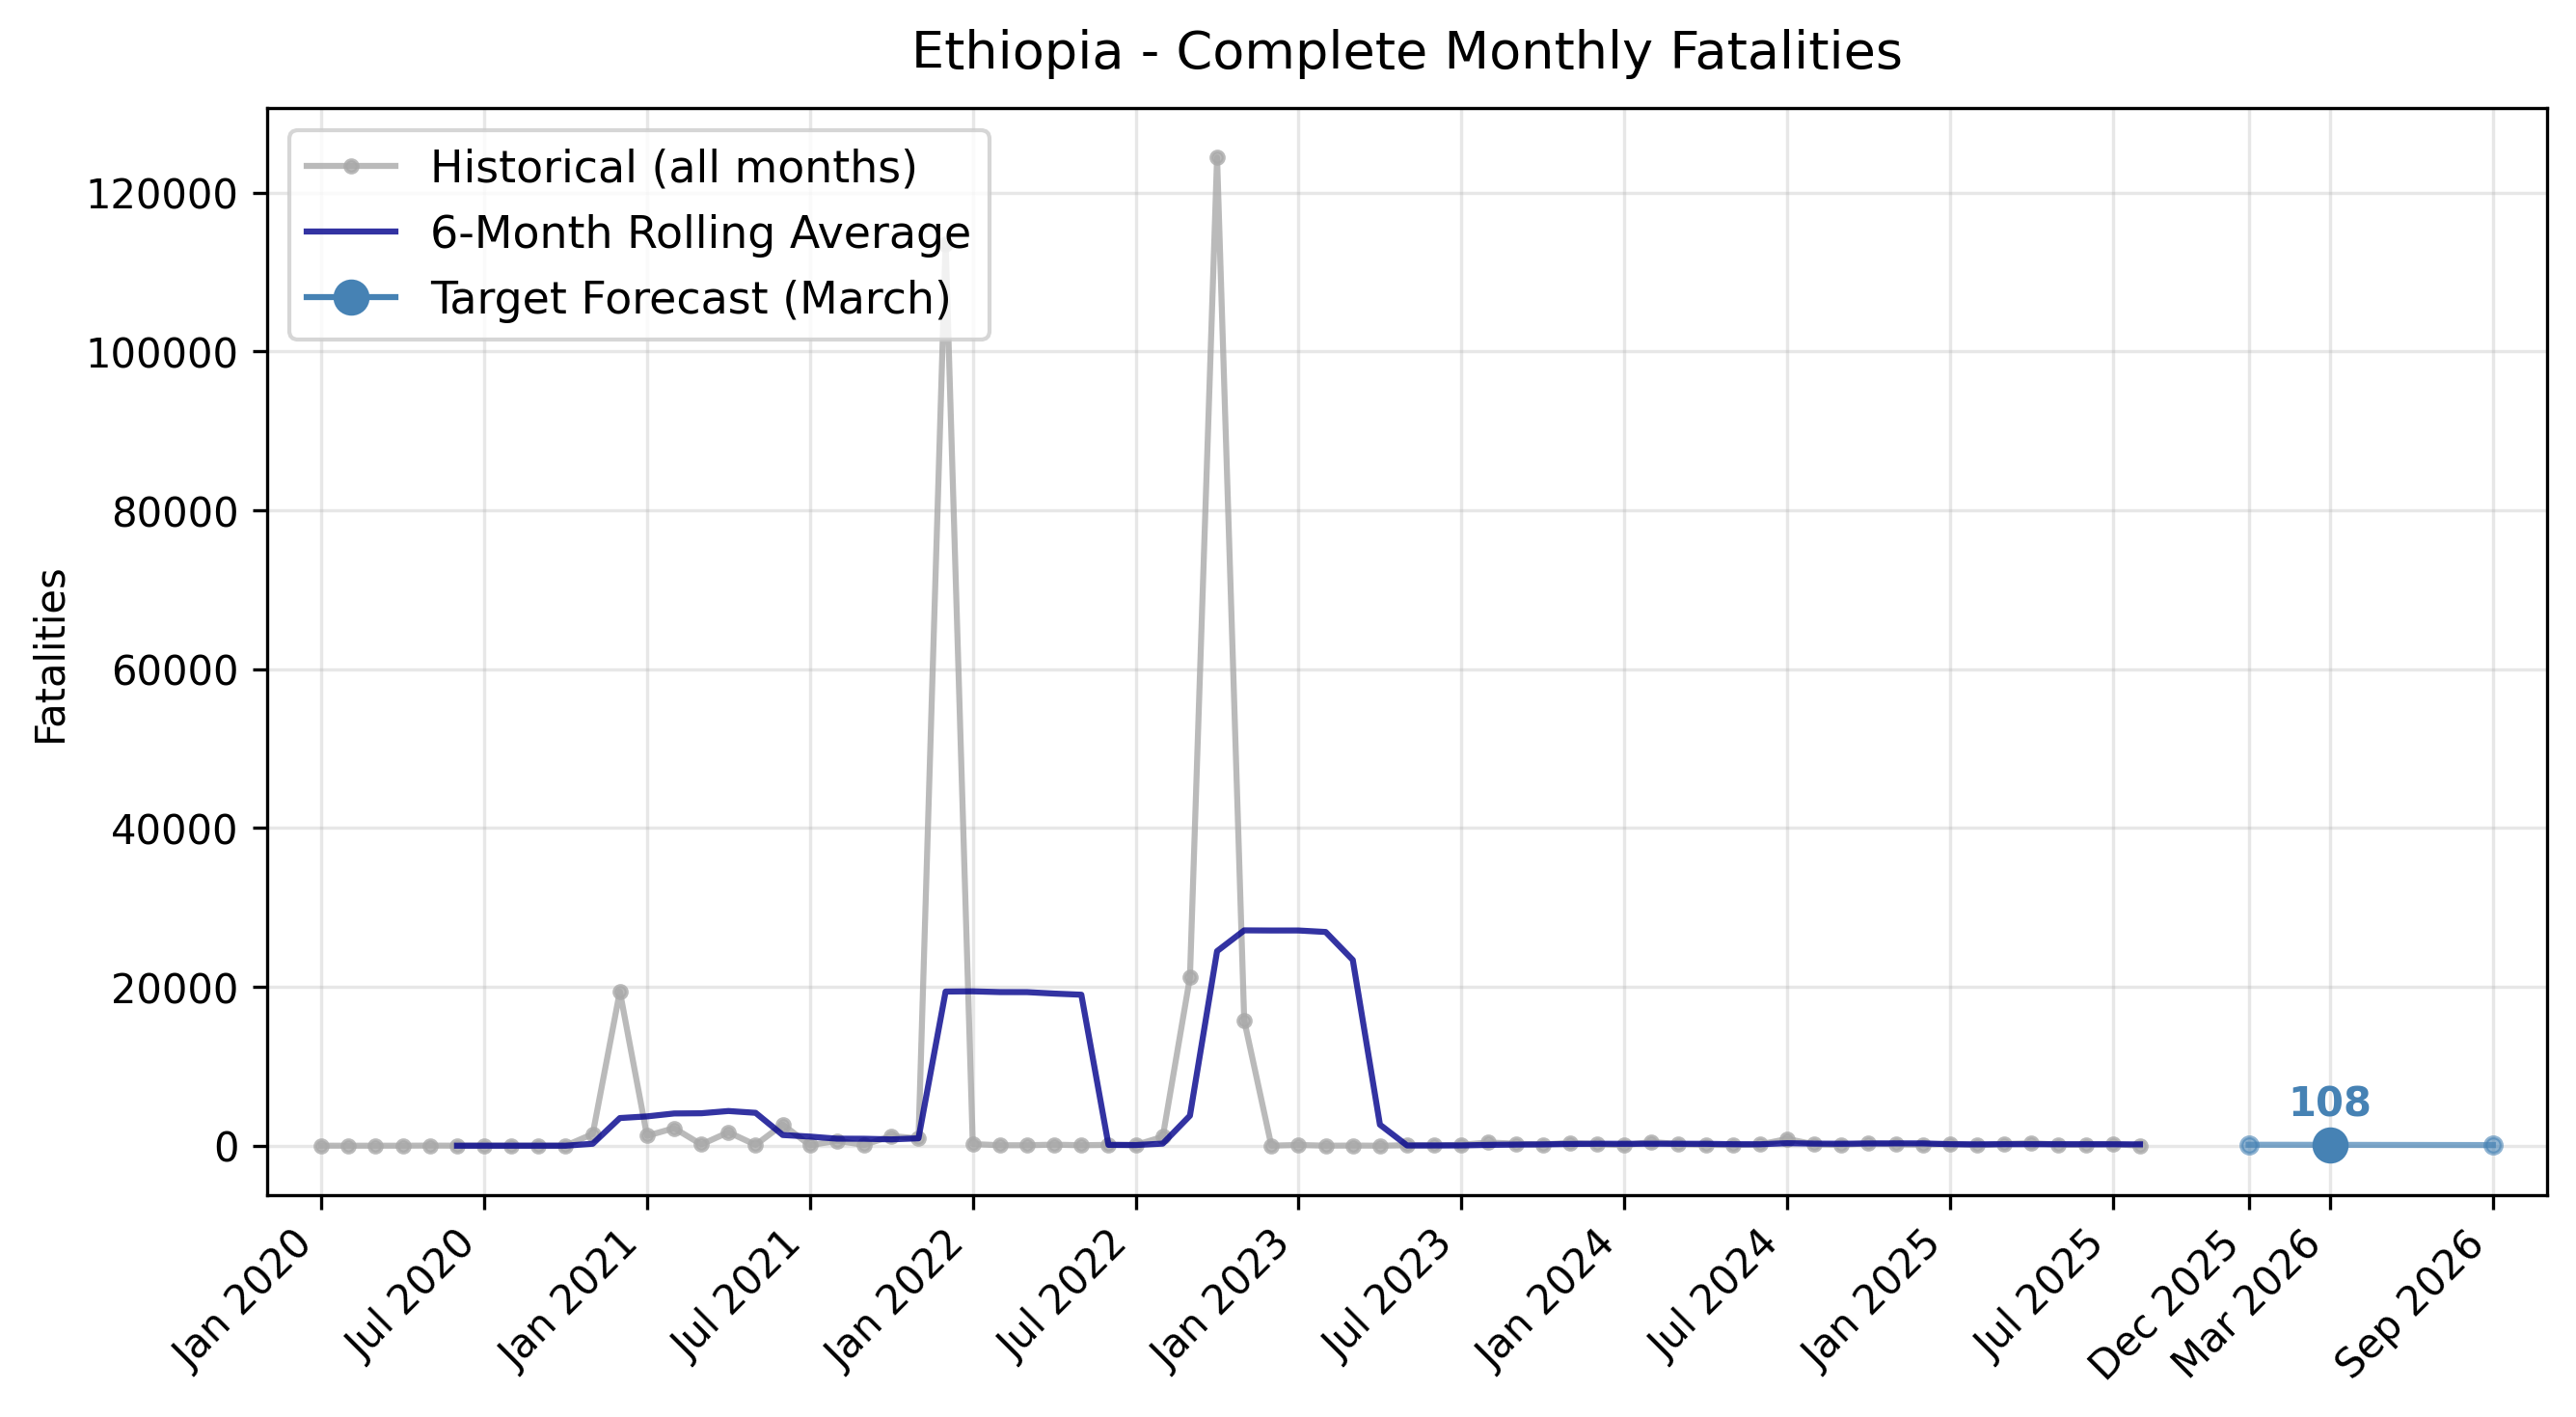 Ethiopia - Complete Monthly Fatalities
Historical (all months)
6-Month Rolling Average
Target Forecast (March)
Fatalities
120000
100000
80000
60000
40000
20000
0
108
Jan 2020
Jul 2020
Jan 2021
Jul 2021
Jan 2022
Jul 2022
Jan 2023
Jul 2023
Jan 2024
Jul 2024
Jan 2025
Jul 2025
Dec 2025
Mar 2026
Sep 2026